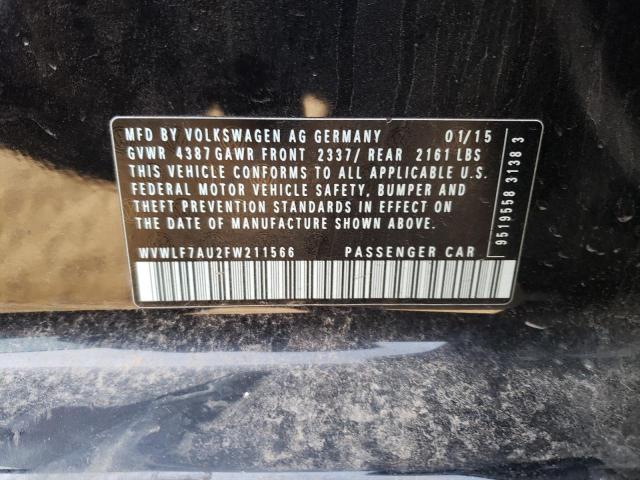 MFD BY VOLKSWAGEN AG GERMANY 01/15
GVWR 4387 GAWR FRONT 2337/ REAR 2161 LBS
THIS VEHICLE CONFORMS TO ALL APPLICABLE U.S.
FEDERAL MOTOR VEHICLE SAFETY, BUMPER AND
THEFT PREVENTION STANDARDS IN EFFECT ON
THE DATE OF MANUFACTURE SHOWN ABOVE.
WVWLF7AU2FW211566 PASSENGER CAR
9519558 3138 3